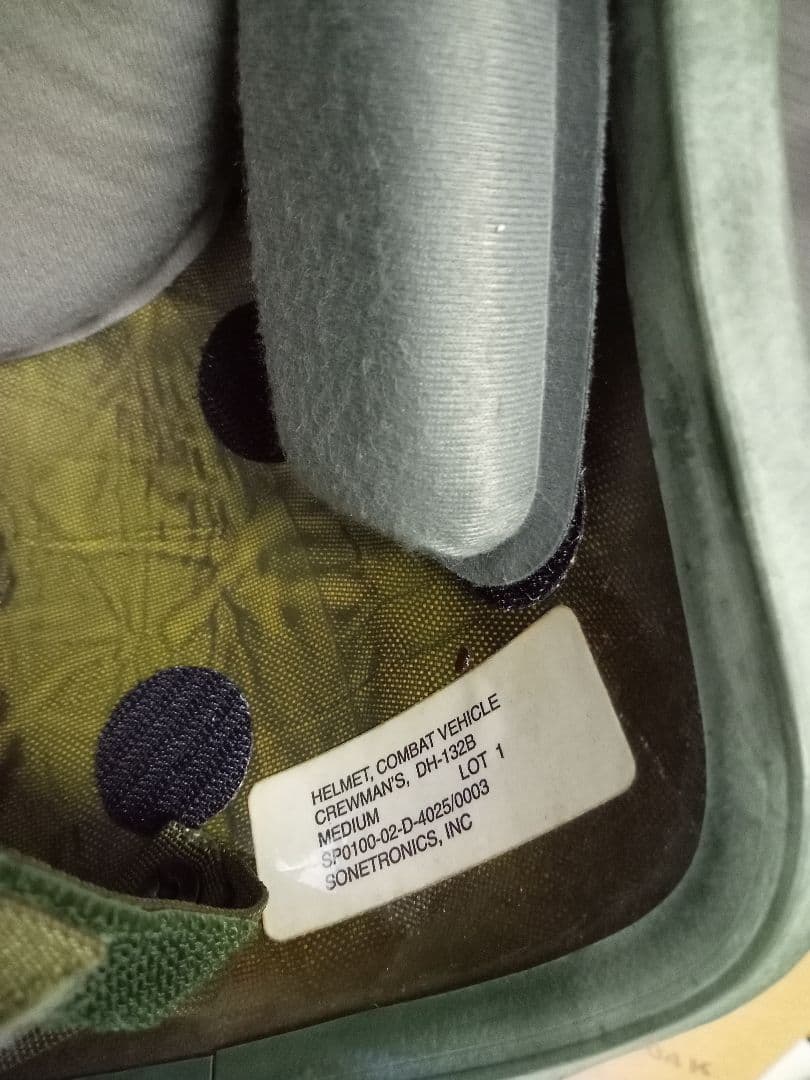 HELMET, COMBAT VEHICLE
CREWMAN'S, DH-132B
MEDIUM LOT 1
SP0100-02-D-4025/0003
SONETRONICS, INC